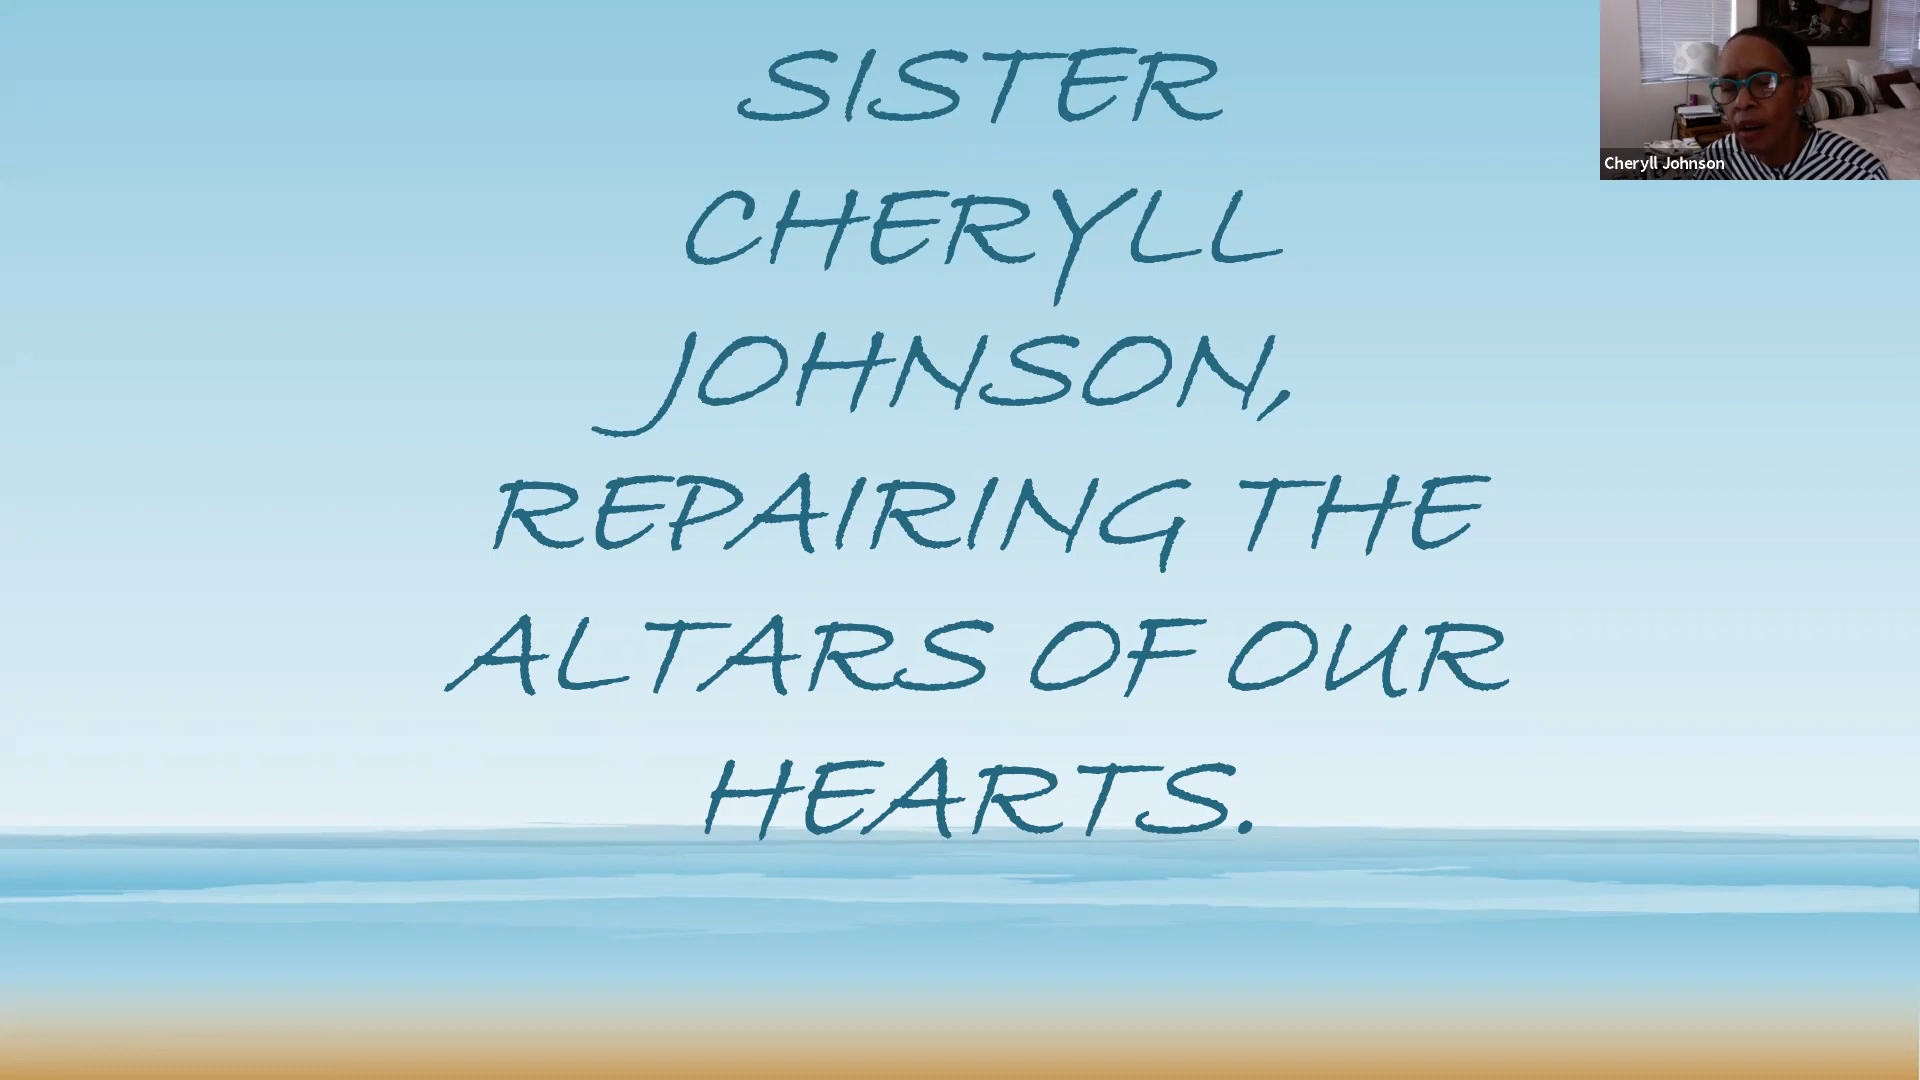 SISTER
CHERYLL
JOHNSON,
REPAIRING THE
ALTARS OF OUR
HEARTS.
Cheryll Johnson